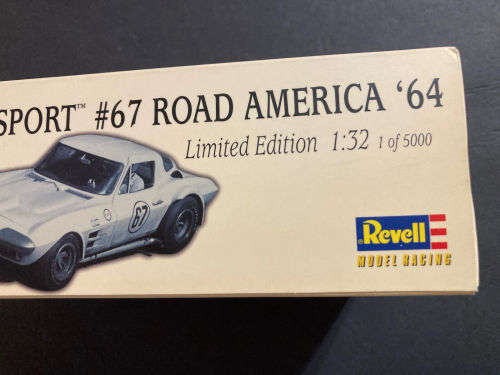 SPORT™ #67 ROAD AMERICA ‘64
Limited Edition 1:32 1 of 5000
67
®Revell
MODEL RACING